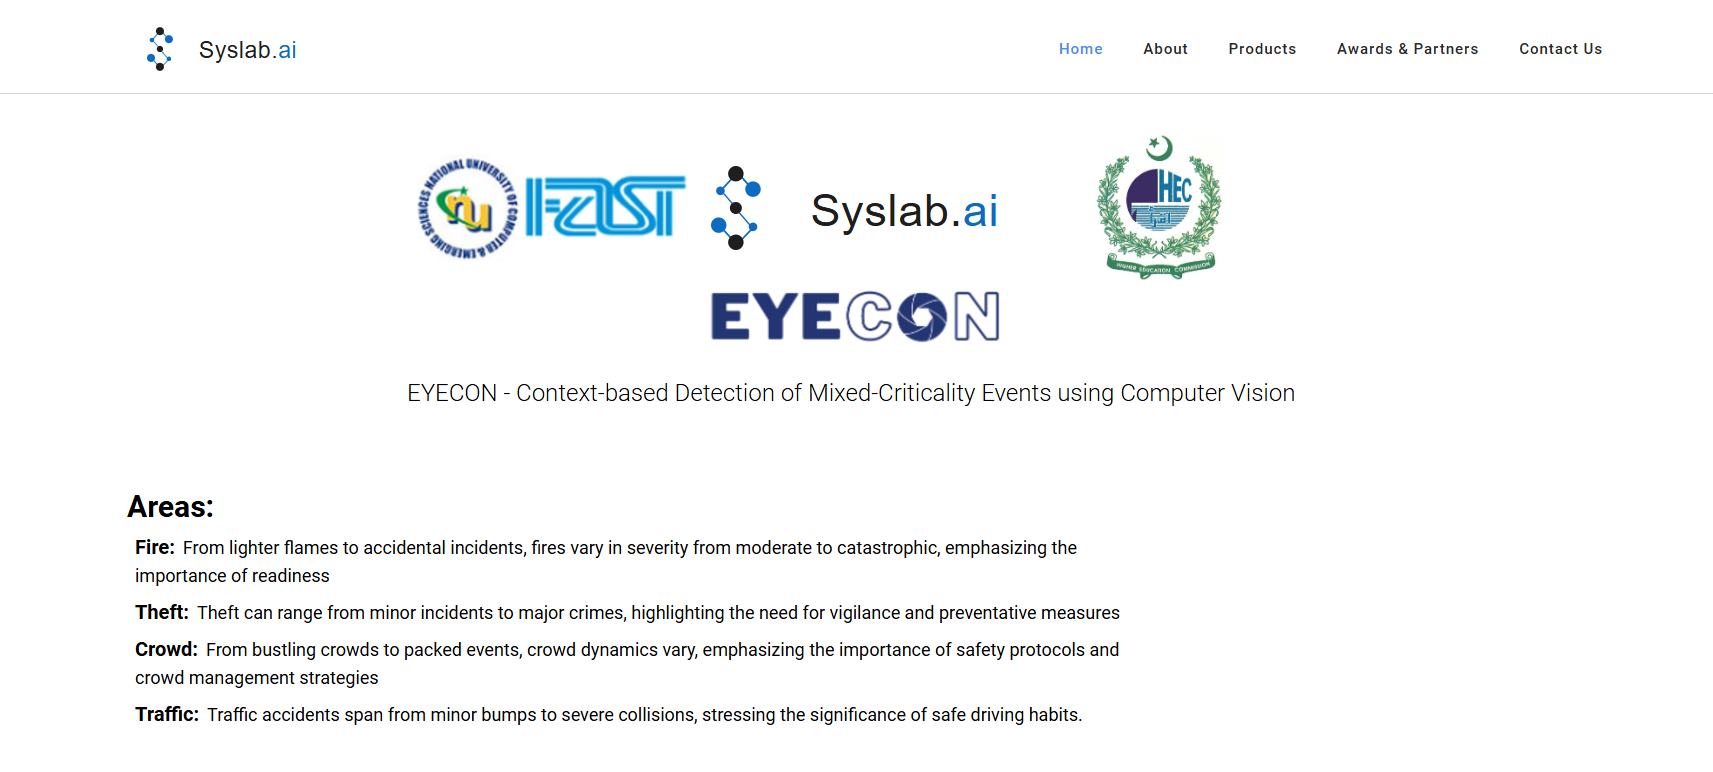 Syslab.ai
Home
About
Products
Awards & Partners
Contact Us
NATIONAL UNIVERSITY OF COMPUTER & EMERGING SCIENCES
nu
FAST
Syslab.ai
HEC
اقرأ
HIGHER EDUCATION COMMISSION
EYECON
EYECON - Context-based Detection of Mixed-Criticality Events using Computer Vision
Areas:
Fire: From lighter flames to accidental incidents, fires vary in severity from moderate to catastrophic, emphasizing the
importance of readiness
Theft: Theft can range from minor incidents to major crimes, highlighting the need for vigilance and preventative measures
Crowd: From bustling crowds to packed events, crowd dynamics vary, emphasizing the importance of safety protocols and
crowd management strategies
Traffic: Traffic accidents span from minor bumps to severe collisions, stressing the significance of safe driving habits.